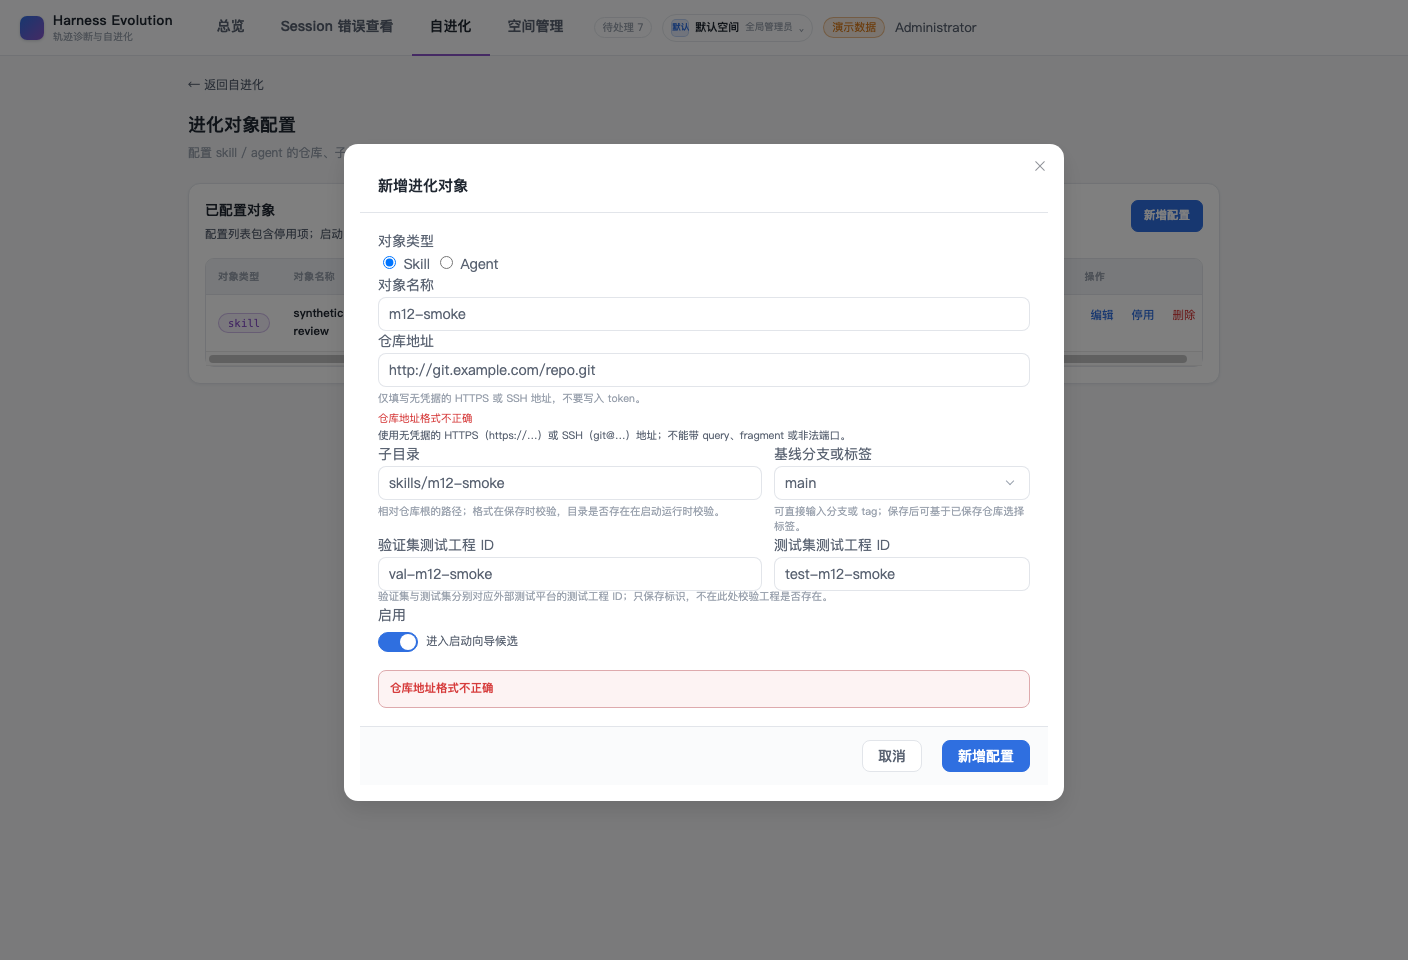 Harness Evolution
轨迹诊断与自进化
总览
Session 错误查看
自进化
空间管理
待处理 7
默认
默认空间
全局管理员
演示数据
Administrator
← 返回自进化
进化对象配置
配置 skill / agent 的仓库、子
已配置对象
配置列表包含停用项；启动
新增配置
对象类型
对象名称
操作
skill
synthetic
review
编辑
停用
删除
新增进化对象
对象类型
Skill
Agent
对象名称
m12-smoke
仓库地址
http://git.example.com/repo.git
仅填写无凭据的 HTTPS 或 SSH 地址，不要写入 token。
仓库地址格式不正确
使用无凭据的 HTTPS（https://...）或 SSH（git@...）地址；不能带 query、fragment 或非法端口。
子目录
基线分支或标签
skills/m12-smoke
main
相对仓库根的路径；格式在保存时校验，目录是否存在在启动运行时校验。
可直接输入分支或 tag；保存后可基于已保存仓库选择
标签。
验证集测试工程 ID
测试集测试工程 ID
val-m12-smoke
test-m12-smoke
验证集与测试集分别对应外部测试平台的测试工程 ID；只保存标识，不在此处校验工程是否存在。
启用
进入启动向导候选
仓库地址格式不正确
取消
新增配置